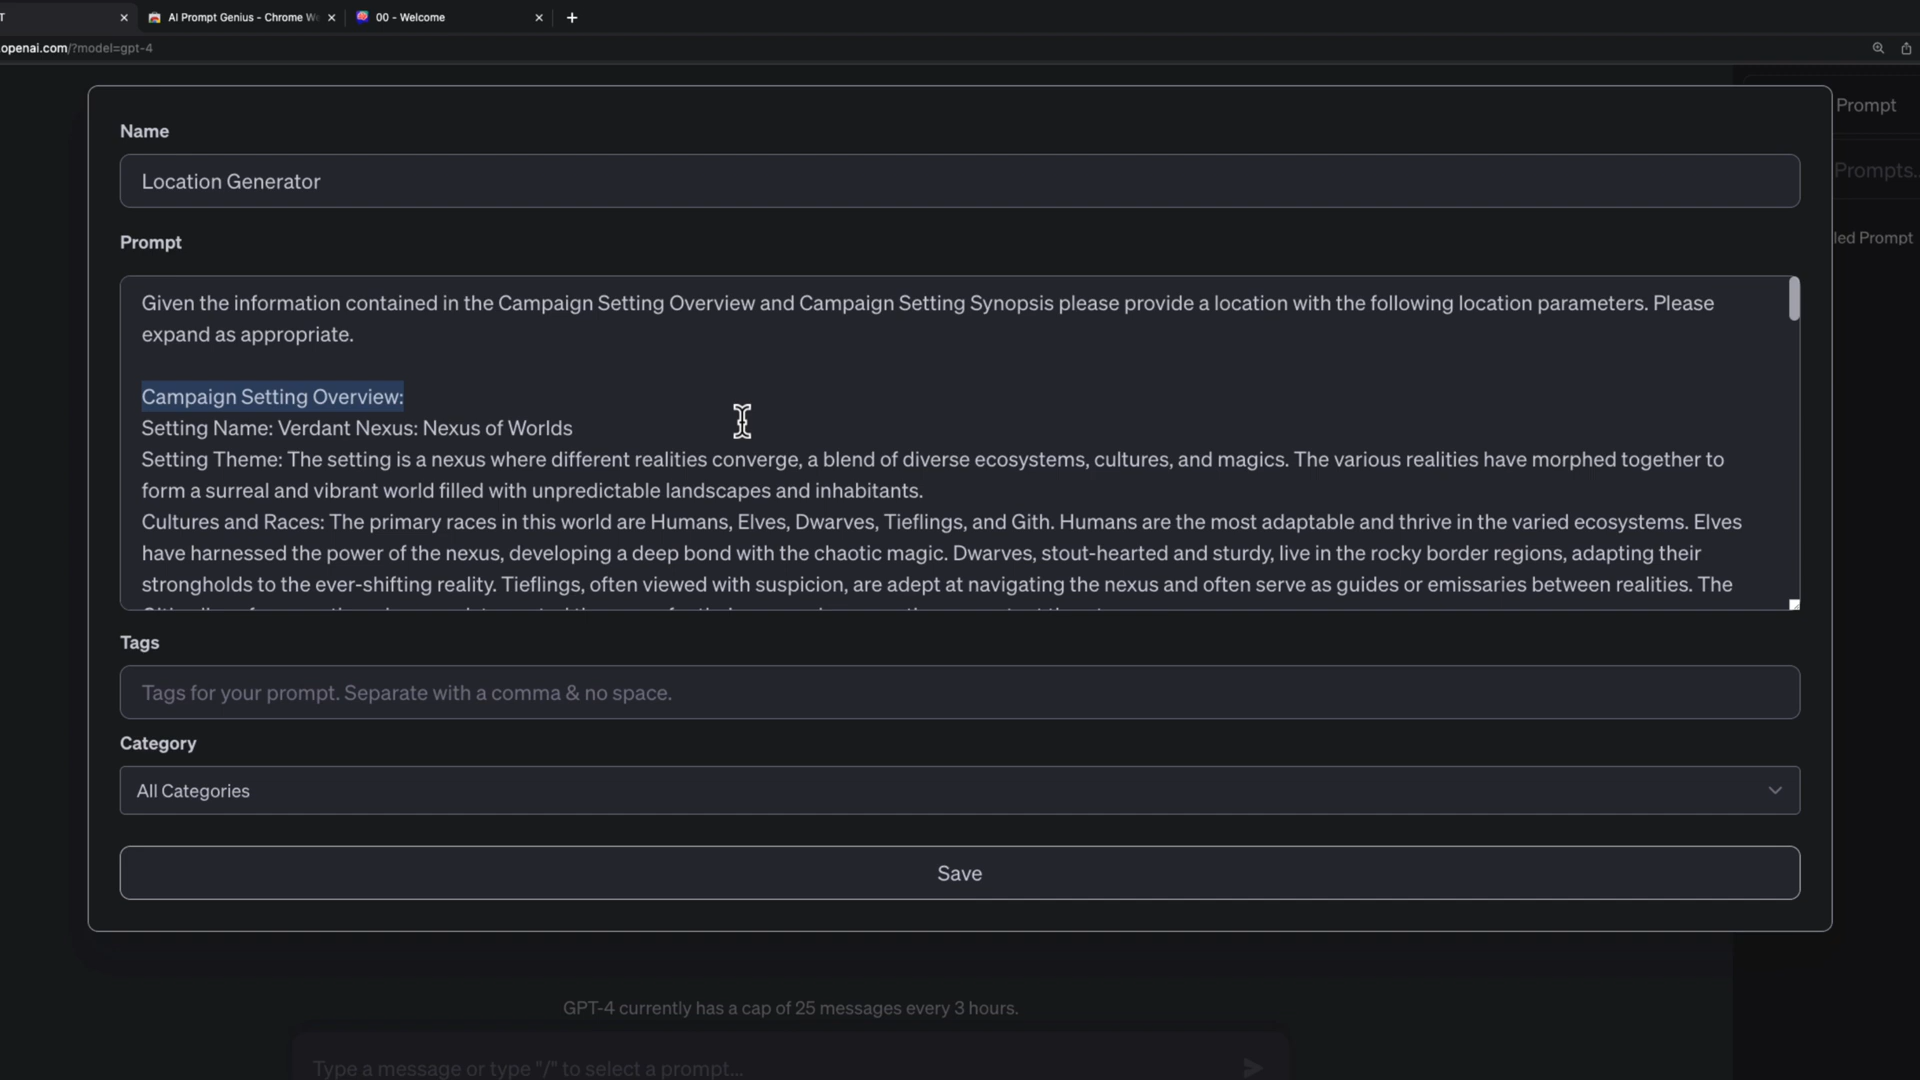 T
AI Prompt Genius - Chrome W
00 - Welcome
openai.com/?model=gpt-4
Prompt
Prompts..
led Prompt
Name
Location Generator
Prompt
Given the information contained in the Campaign Setting Overview and Campaign Setting Synopsis please provide a location with the following location parameters. Please
expand as appropriate.
Campaign Setting Overview:
Setting Name: Verdant Nexus: Nexus of Worlds
Setting Theme: The setting is a nexus where different realities converge, a blend of diverse ecosystems, cultures, and magics. The various realities have morphed together to
form a surreal and vibrant world filled with unpredictable landscapes and inhabitants.
Cultures and Races: The primary races in this world are Humans, Elves, Dwarves, Tieflings, and Gith. Humans are the most adaptable and thrive in the varied ecosystems. Elves
have harnessed the power of the nexus, developing a deep bond with the chaotic magic. Dwarves, stout-hearted and sturdy, live in the rocky border regions, adapting their
strongholds to the ever-shifting reality. Tieflings, often viewed with suspicion, are adept at navigating the nexus and often serve as guides or emissaries between realities. The
Tags
Tags for your prompt. Separate with a comma & no space.
Category
All Categories
Save
GPT-4 currently has a cap of 25 messages every 3 hours.
Type a message or type "/" to select a prompt...